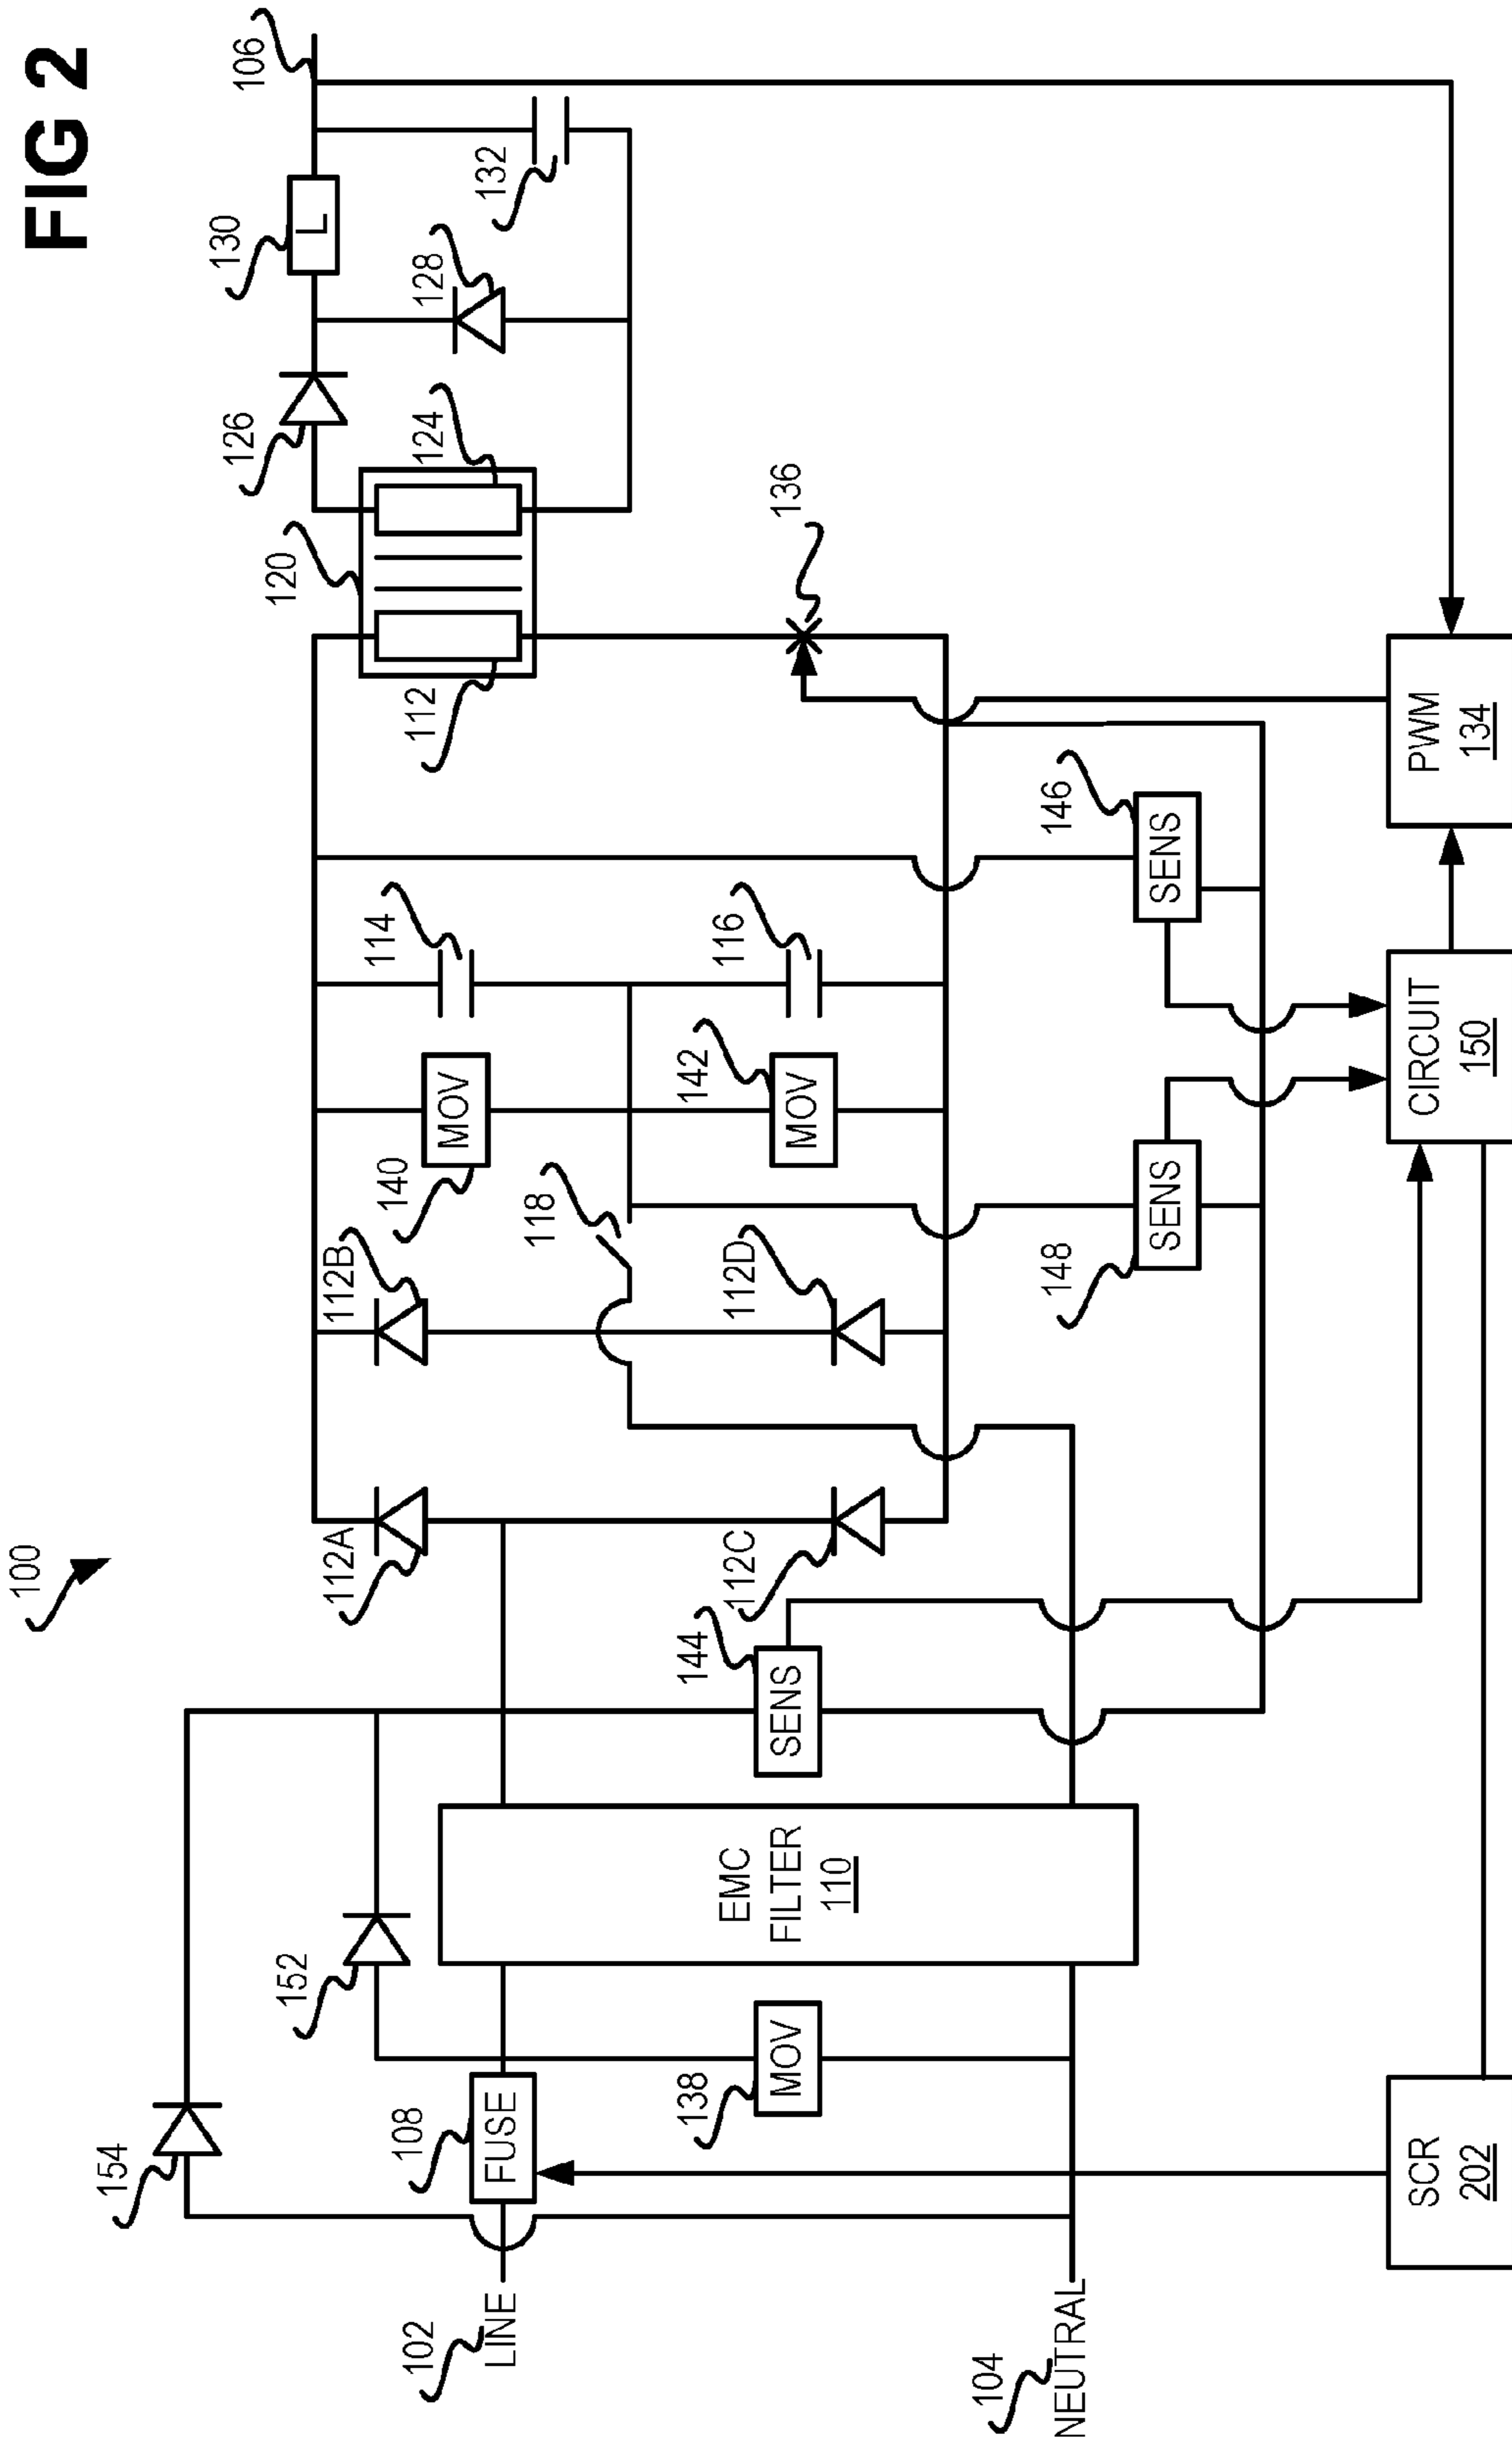 FIG 2
100
106
130
L
132
126
128
124
120
112
136
114
116
140
MOV
142
MOV
118
112B
112D
112A
112C
146
SENS
148
SENS
144
SENS
PWM
134
CIRCUIT
150
EMC
FILTER
110
152
154
108
FUSE
138
MOV
SCR
202
102
LINE
104
NEUTRAL